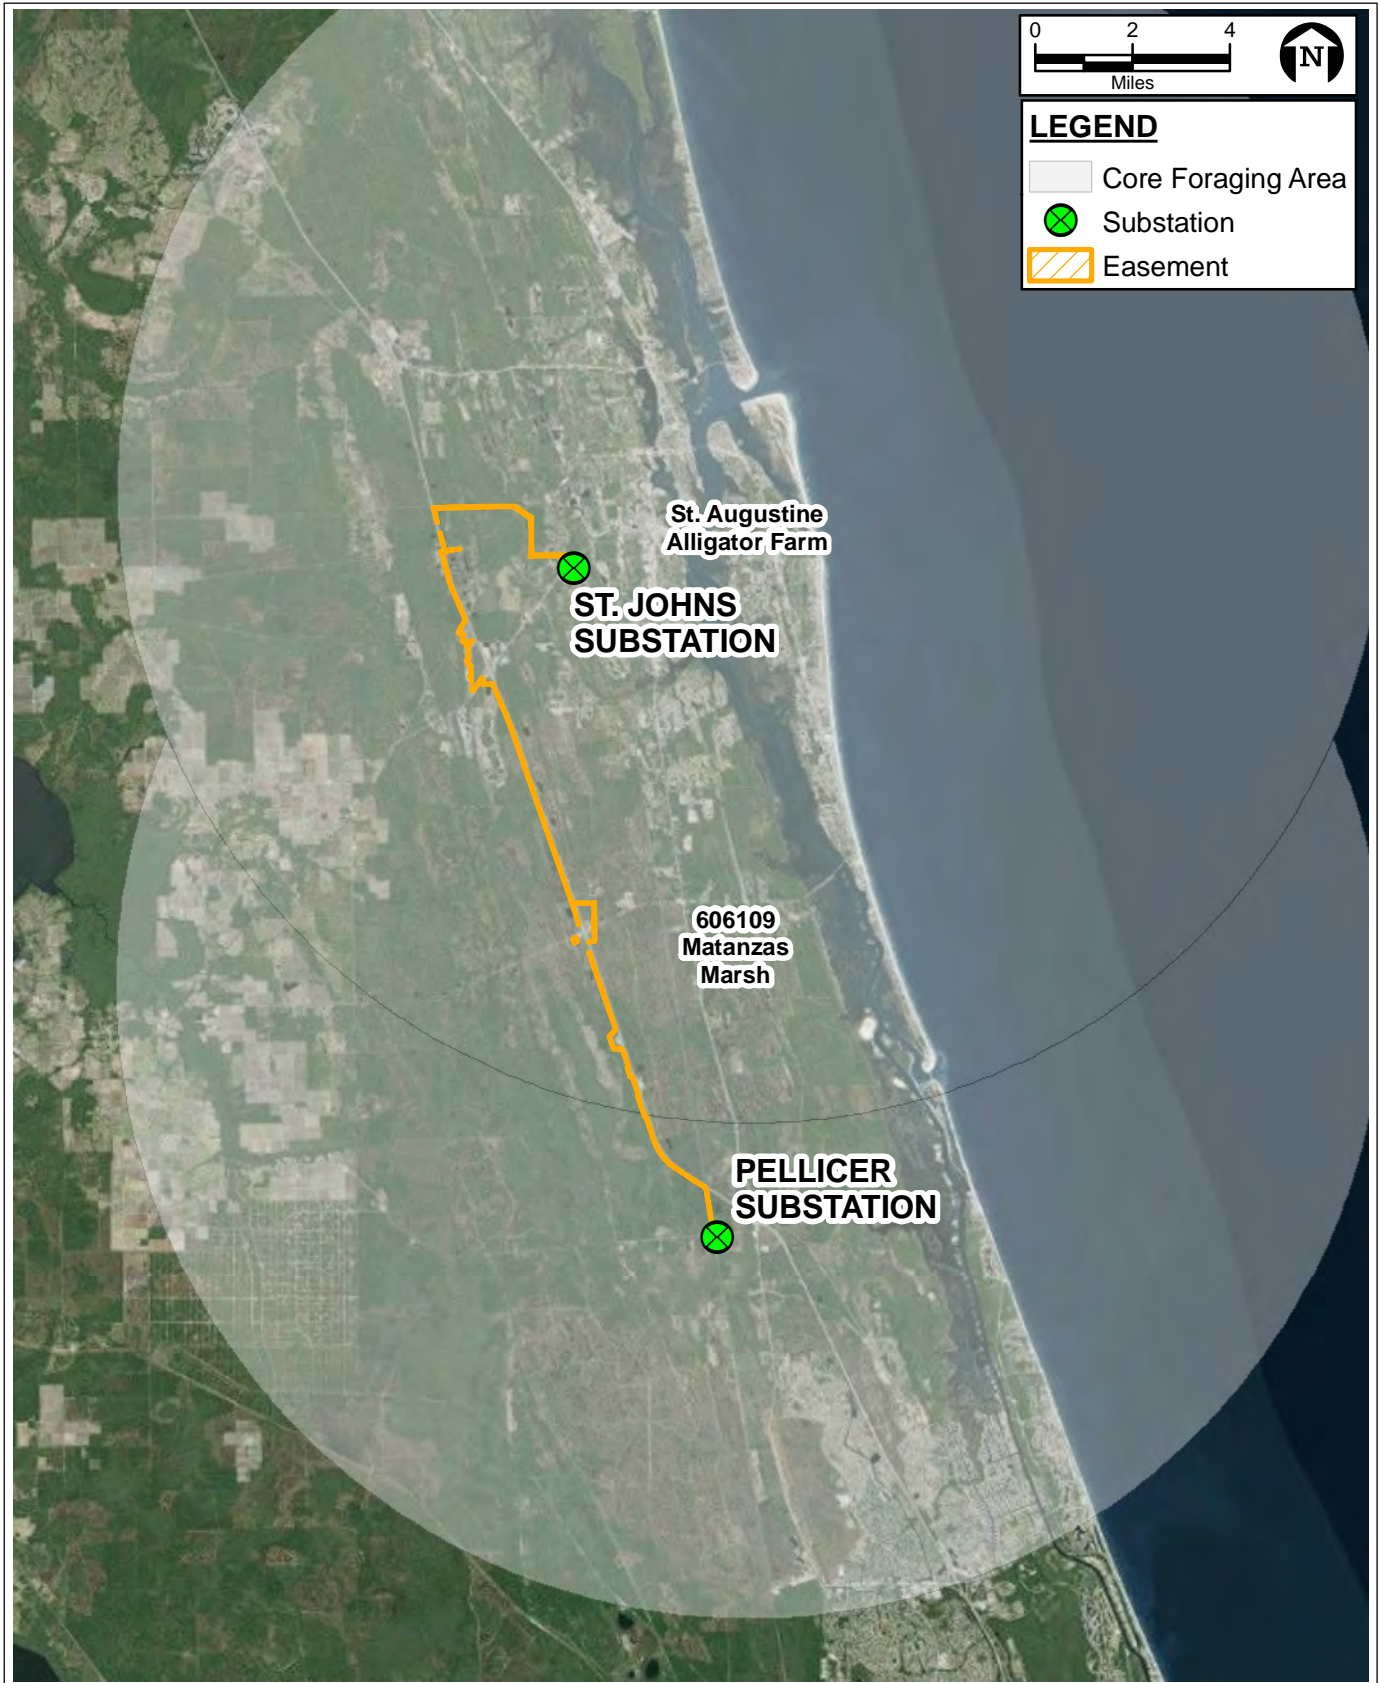 0 2 4
Miles
N
LEGEND
Core Foraging Area
Substation
Easement
St. Augustine
Alligator Farm
ST. JOHNS
SUBSTATION
606109
Matanzas
Marsh
PELLICER
SUBSTATION